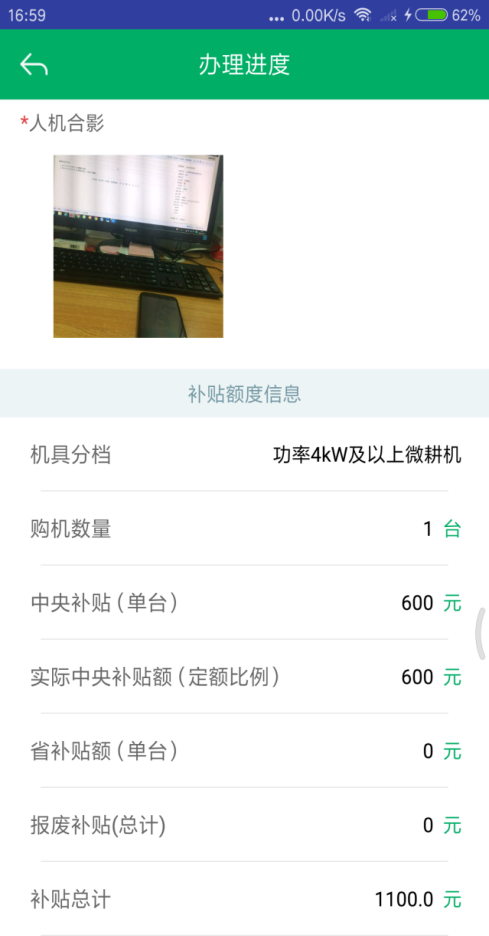 16:59 ... 0.00K/s 62%
办理进度
*人机合影
补贴额度信息
机具分档 功率4kW及以上微耕机
购机数量 1 台
中央补贴(单台) 600 元
实际中央补贴额(定额比例) 600 元
省补贴额(单台) 0 元
报废补贴(总计) 0 元
补贴总计 1100.0 元